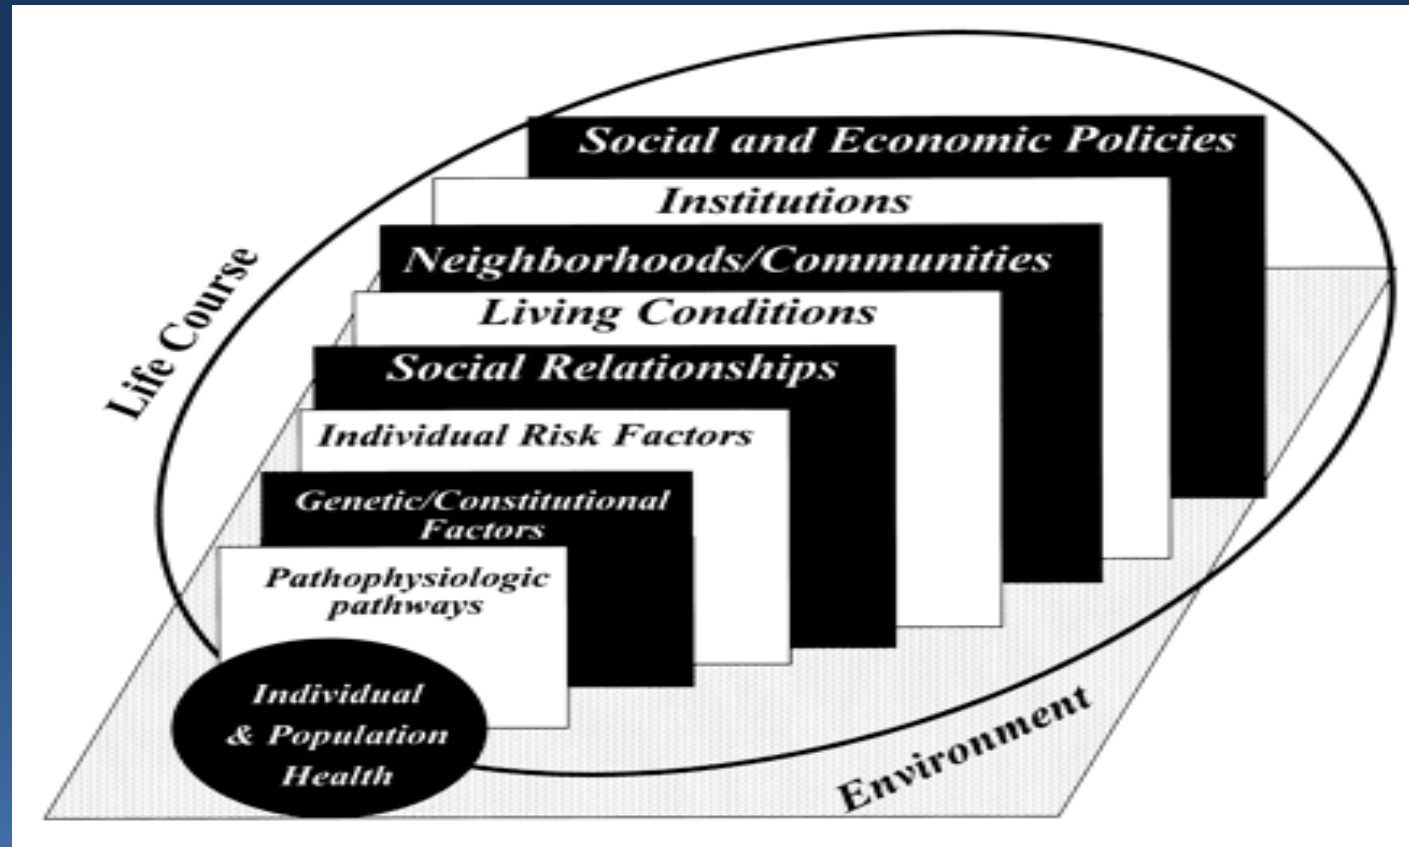 Social and Economic Policies
Institutions
Neighborhoods/Communities
Living Conditions
Social Relationships
Individual Risk Factors
Genetic/Constitutional
Factors
Pathophysiologic
pathways
Individual
& Population
Health
Life Course
Environment